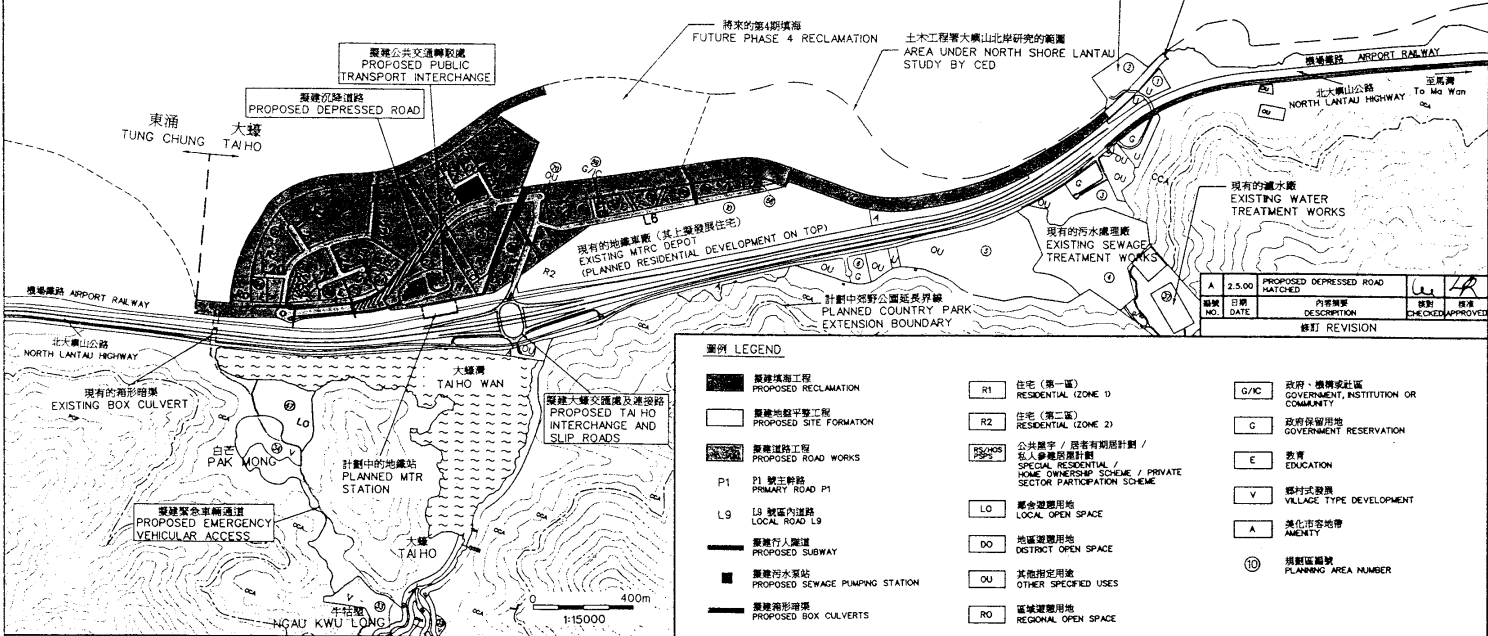 將來的第4期填海
FUTURE PHASE 4 RECLAMATION
土木工程署大嶼山北岸研究的範圍
AREA UNDER NORTH SHORE LANTAU
STUDY BY CED
擬建公共交通轉駁處
PROPOSED PUBLIC
TRANSPORT INTERCHANGE
擬建沉降道路
PROPOSED DEPRESSED ROAD
東涌
TUNG CHUNG
大蠔
TAI HO
機場鐵路 AIRPORT RAILWAY
北大嶼山公路
NORTH LANTAU HIGHWAY
至馬灣
To Ma Wan
OU
OU
CCA
②
①
U
U
U
G
OU
OU
G
③
CCA
OU
G/IC
L6
R2
A
現有的地鐵車廠（其上擬發展住宅）
EXISTING MTRC DEPOT
(PLANNED RESIDENTIAL DEVELOPMENT ON TOP)
現有的濾水廠
EXISTING WATER
TREATMENT WORKS
現有的污水處理廠
EXISTING SEWAGE
TREATMENT WORKS
OU
G
OU
U
OU
⑤
計劃中郊野公園延長界線
PLANNED COUNTRY PARK
EXTENSION BOUNDARY
機場鐵路 AIRPORT RAILWAY
北大嶼山公路
NORTH LANTAU HIGHWAY
現有的箱形暗渠
EXISTING BOX CULVERT
大蠔灣
TAI HO WAN
OU
擬建大蠔交匯處及連接路
PROPOSED TAI HO
INTERCHANGE AND
SLIP ROADS
LO
白芒
PAK MONG
V
計劃中的地鐵站
PLANNED MTR
STATION
擬建緊急車輛通道
PROPOSED EMERGENCY
VEHICULAR ACCESS
大蠔
TAI HO
V
牛牯塱
NGAU KWU LONG
0 400m
1:15000
A 2.5.00 PROPOSED DEPRESSED ROAD
HATCHED
編號 日期 內容摘要 核對 核准
NO. DATE DESCRIPTION CHECKED APPROVED
修訂 REVISION
圖例 LEGEND
擬建填海工程
PROPOSED RECLAMATION
擬建地盤平整工程
PROPOSED SITE FORMATION
擬建道路工程
PROPOSED ROAD WORKS
P1 P1 號主幹路
PRIMARY ROAD P1
L9 L9 號區內道路
LOCAL ROAD L9
擬建行人隧道
PROPOSED SUBWAY
擬建污水泵站
PROPOSED SEWAGE PUMPING STATION
擬建箱形暗渠
PROPOSED BOX CULVERTS
R1 住宅（第一區）
RESIDENTIAL (ZONE 1)
R2 住宅（第二區）
RESIDENTIAL (ZONE 2)
RS/HOS
PSPS
公共屋宇 / 居者有其屋計劃 /
私人參建居屋計劃
SPECIAL RESIDENTIAL /
HOME OWNERSHIP SCHEME / PRIVATE
SECTOR PARTICIPATION SCHEME
LO 鄰舍遊憩用地
LOCAL OPEN SPACE
DO 地區遊憩用地
DISTRICT OPEN SPACE
OU 其他指定用途
OTHER SPECIFIED USES
RO 區域遊憩用地
REGIONAL OPEN SPACE
G/IC 政府、機構或社區
GOVERNMENT, INSTITUTION OR
COMMUNITY
G 政府保留用地
GOVERNMENT RESERVATION
E 教育
EDUCATION
V 鄉村式發展
VILLAGE TYPE DEVELOPMENT
A 美化市容地帶
AMENITY
⑩ 規劃區編號
PLANNING AREA NUMBER